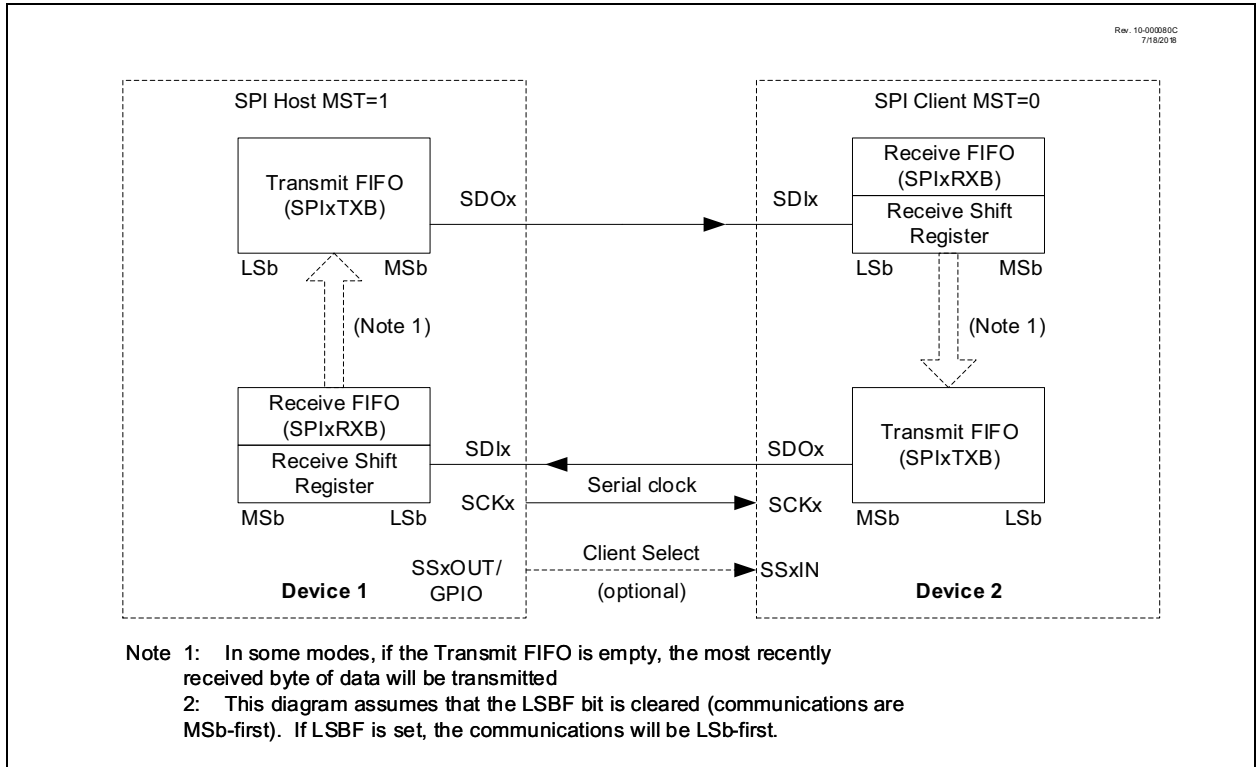 Rev. 10-000080C
7/18/2018
SPI Host MST=1
Transmit FIFO
(SPIxTXB)
SDOx
LSb
MSb
(Note 1)
Receive FIFO
(SPIxRXB)
Receive Shift
Register
SDIx
MSb
LSb
SCKx
SSxOUT/
GPIO
Device 1
Serial clock
Client Select
(optional)
SPI Client MST=0
SDIx
Receive FIFO
(SPIxRXB)
Receive Shift
Register
LSb
MSb
(Note 1)
SDOx
Transmit FIFO
(SPIxTXB)
SCKx
MSb
LSb
SSxIN
Device 2
Note 1: In some modes, if the Transmit FIFO is empty, the most recently
received byte of data will be transmitted
2: This diagram assumes that the LSBF bit is cleared (communications are
MSb-first). If LSBF is set, the communications will be LSb-first.